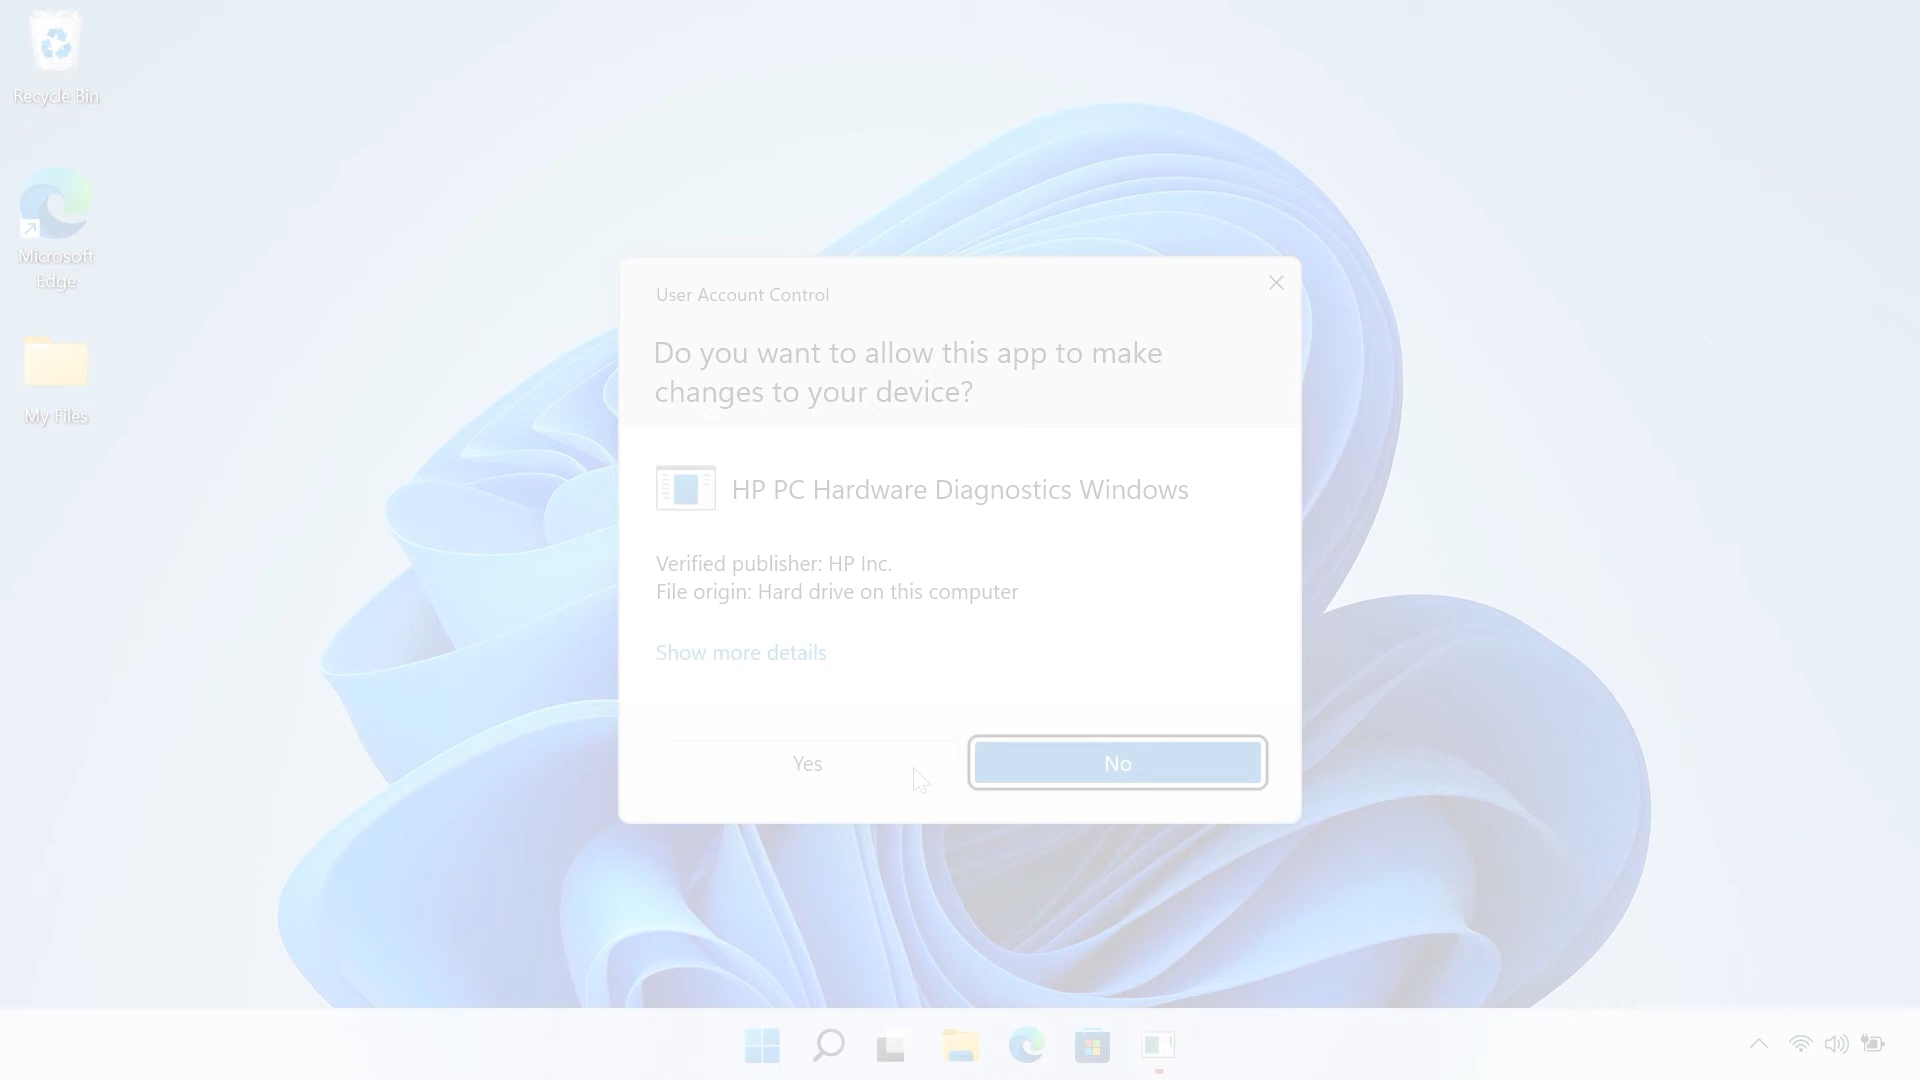 Recycle Bin
Microsoft
Edge
My Files
User Account Control
Do you want to allow this app to make
changes to your device?
HP PC Hardware Diagnostics Windows
Verified publisher: HP Inc.
File origin: Hard drive on this computer
Show more details
Yes
No